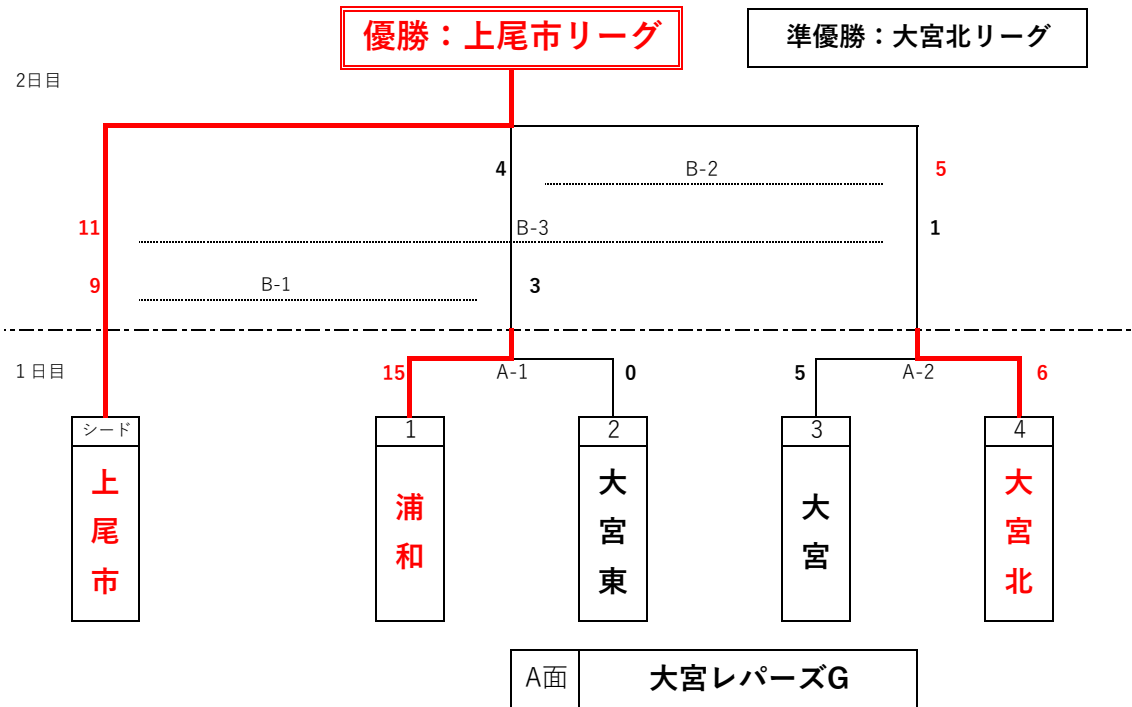 優勝：上尾市リーグ
準優勝：大宮北リーグ
2日目
4
B-2
5
11
B-3
1
9
B-1
3
1日目
15
A-1
0
5
A-2
6
シード
1
2
3
4
上尾市
浦和
大宮東
大宮
大宮北
A面
大宮レパーズG